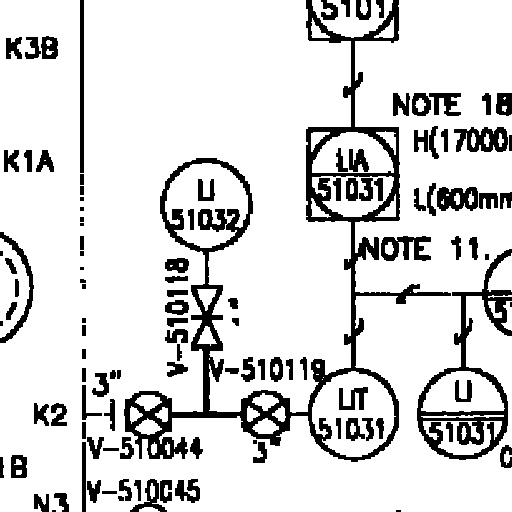 5101
K3B
NOTE 18
H(17000m
K1A
LIA
51031
LI
51032
L(600mm
NOTE 11.
V-510118
V-510119
3"
K2
LIT
51031
LI
51031
V-510044
3"
1B
V-510045
N3